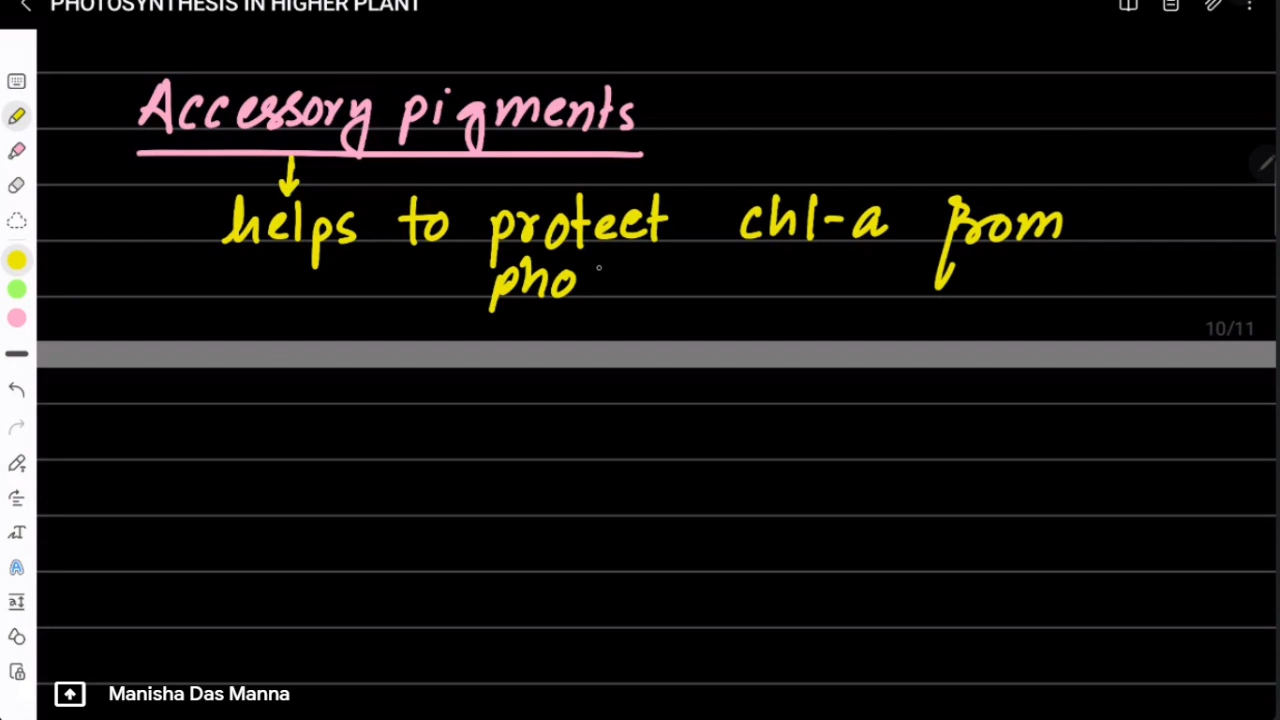 PHOTOSYNTHESIS IN HIGHER PLANT
Accessory pigments
helps to protect chl-a from
pho
10/11
Manisha Das Manna